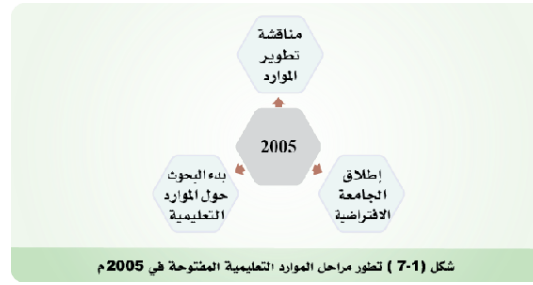 مناقشة
تطوير
الموارد
2005
إطلاق
الجامعة
الافتراضية
بدء البحوث
حول الموارد
التعليمية
شكل (1-7 ) تطور مراحل الموارد التعليمية المفتوحة في 2005م